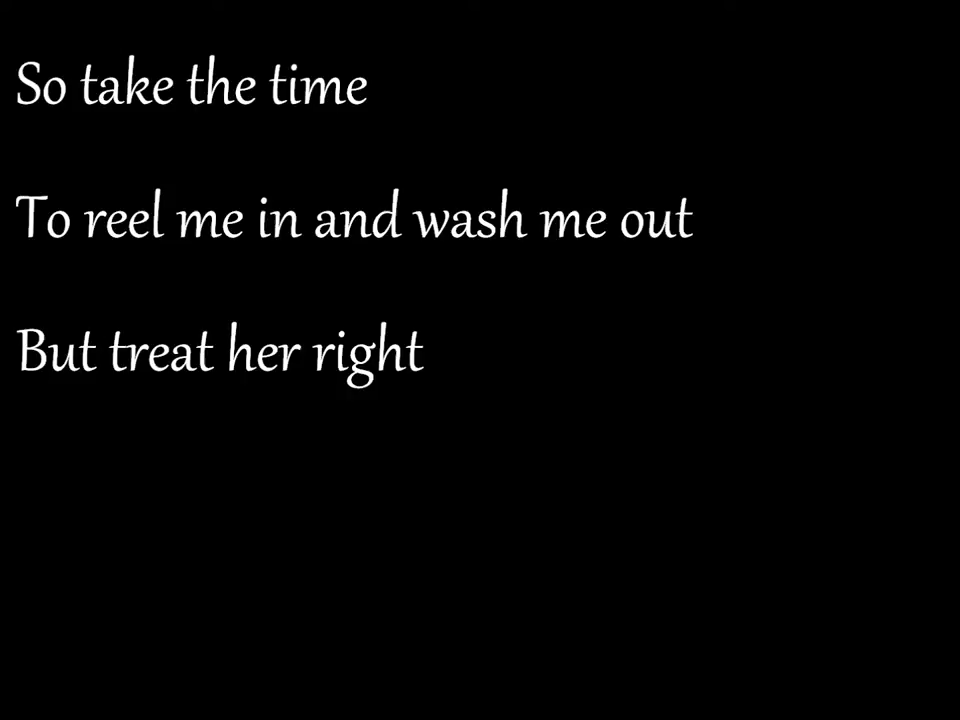 So take the time
To reel me in and wash me out
But treat her right